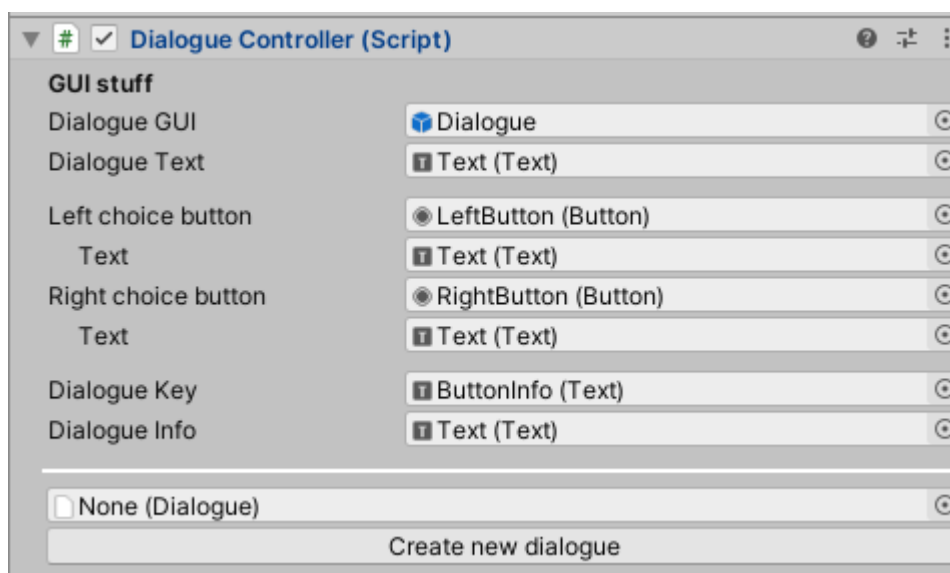 # Dialogue Controller (Script)
GUI stuff
Dialogue GUI Dialogue
Dialogue Text Text (Text)
Left choice button LeftButton (Button)
Text Text (Text)
Right choice button RightButton (Button)
Text Text (Text)
Dialogue Key ButtonInfo (Text)
Dialogue Info Text (Text)
None (Dialogue)
Create new dialogue